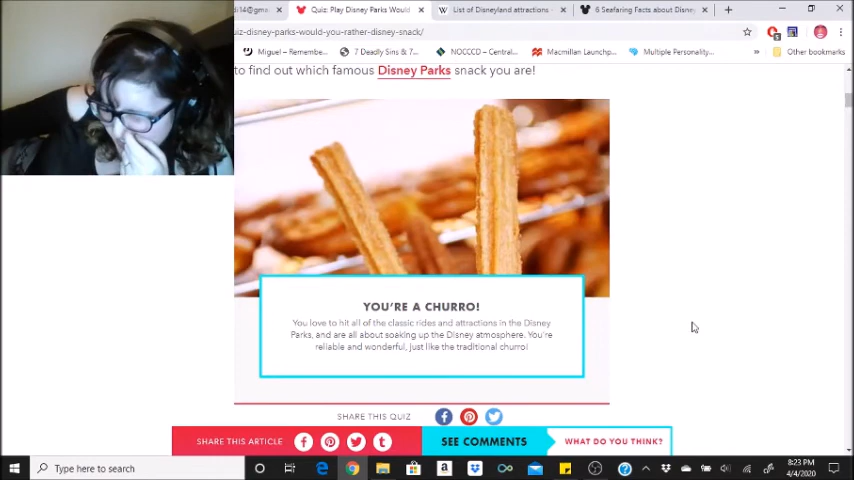 di14@gma
Quiz: Play Disney Parks Would
List of Disneyland attractions -
6 Seafaring Facts about Disney
iz-disney-parks-would-you-rather-disney-snack/
Miguel – Remembe...
7 Deadly Sins & 7...
NOCCCD – Central...
Macmillan Launchp...
Multiple Personality...
»
Other bookmarks
to find out which famous Disney Parks snack you are!
YOU'RE A CHURRO!
You love to hit all of the classic rides and attractions in the Disney
Parks, and are all about soaking up the Disney atmosphere. You're
reliable and wonderful, just like the traditional churro!
SHARE THIS QUIZ
SHARE THIS ARTICLE
SEE COMMENTS
WHAT DO YOU THINK?
Type here to search
8:23 PM
4/4/2020